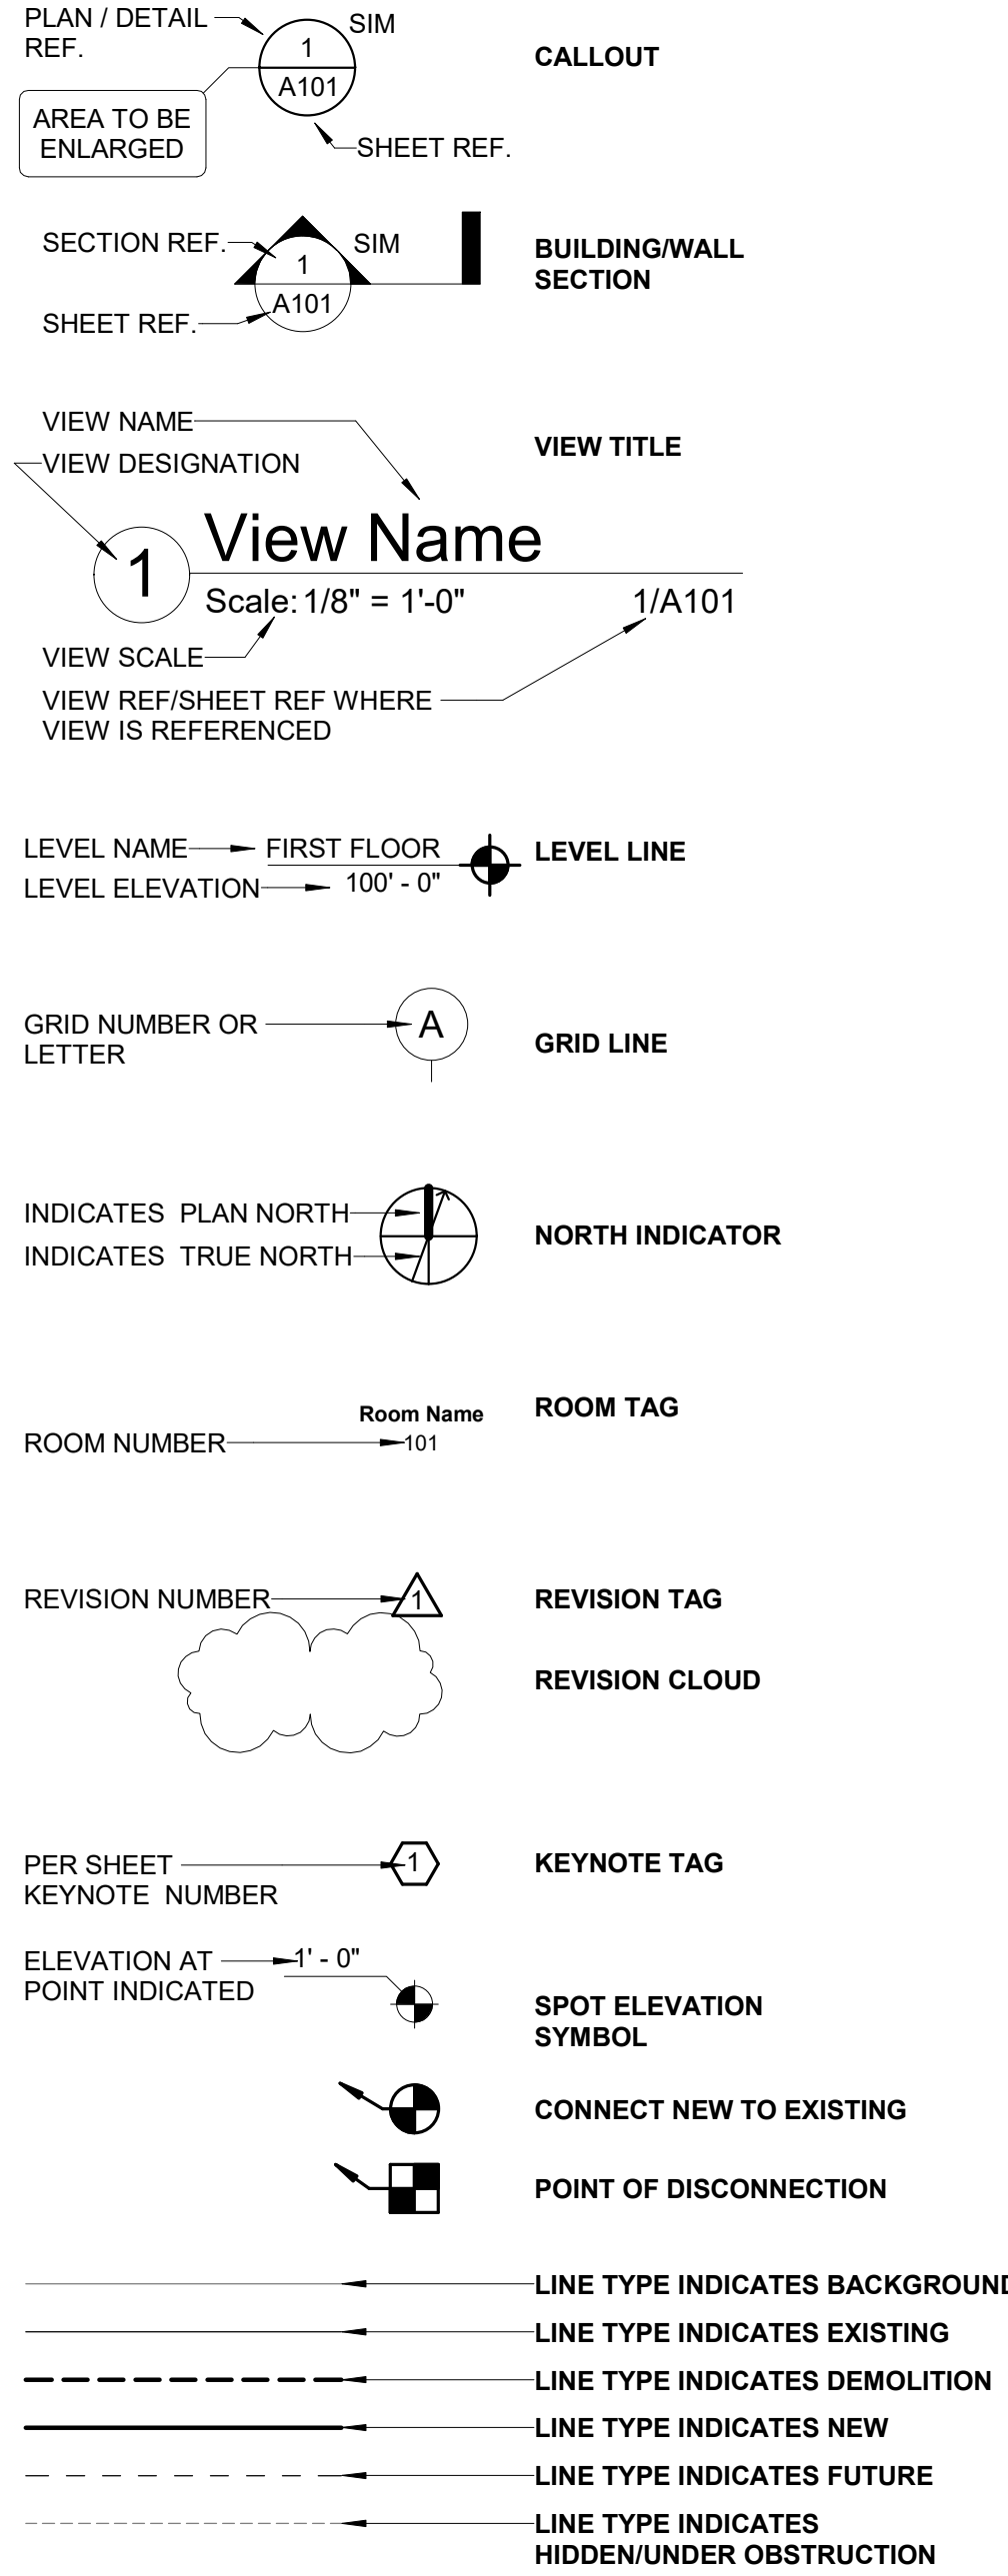 PLAN / DETAIL
REF.
SIM
1
A101
CALLOUT
AREA TO BE
ENLARGED
SHEET REF.
SECTION REF.
SIM
1
A101
SHEET REF.
BUILDING/WALL
SECTION
VIEW NAME
VIEW DESIGNATION
VIEW TITLE
1
View Name
Scale: 1/8" = 1'-0"
1/A101
VIEW SCALE
VIEW REF/SHEET REF WHERE
VIEW IS REFERENCED
LEVEL NAME
FIRST FLOOR
LEVEL LINE
LEVEL ELEVATION
100' - 0"
GRID NUMBER OR
LETTER
A
GRID LINE
INDICATES PLAN NORTH
INDICATES TRUE NORTH
NORTH INDICATOR
Room Name
ROOM TAG
ROOM NUMBER
101
REVISION NUMBER
1
REVISION TAG
REVISION CLOUD
PER SHEET
KEYNOTE NUMBER
1
KEYNOTE TAG
ELEVATION AT
POINT INDICATED
1' - 0"
SPOT ELEVATION
SYMBOL
CONNECT NEW TO EXISTING
POINT OF DISCONNECTION
LINE TYPE INDICATES BACKGROUND
LINE TYPE INDICATES EXISTING
LINE TYPE INDICATES DEMOLITION
LINE TYPE INDICATES NEW
LINE TYPE INDICATES FUTURE
LINE TYPE INDICATES
HIDDEN/UNDER OBSTRUCTION